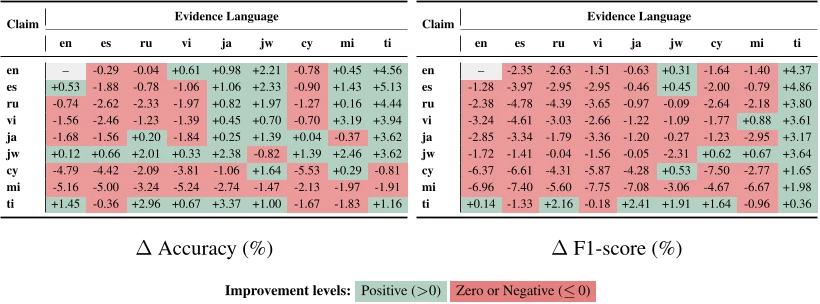 Claim Evidence Language
en es ru vi ja jw cy mi ti
en – -0.29 -0.04 +0.61 +0.98 +2.21 -0.78 +0.45 +4.56
es +0.53 -1.88 -0.78 -1.06 +1.06 +2.33 -0.90 +1.43 +5.13
ru -0.74 -2.62 -2.33 -1.97 +0.82 +1.97 -1.27 +0.16 +4.44
vi -1.56 -2.46 -1.23 -1.39 +0.45 +0.70 -0.70 +3.19 +3.94
ja -1.68 -1.56 +0.20 -1.84 +0.25 +1.39 +0.04 -0.37 +3.62
jw +0.12 +0.66 +2.01 +0.33 +2.38 -0.82 +1.39 +2.46 +3.62
cy -4.79 -4.42 -2.09 -3.81 -1.06 +1.64 -5.53 +0.29 -0.81
mi -5.16 -5.00 -3.24 -5.24 -2.74 -1.47 -2.13 -1.97 -1.91
ti +1.45 -0.36 +2.96 +0.67 +3.37 +1.00 -1.67 -1.83 +1.16
Δ Accuracy (%)
Claim Evidence Language
en es ru vi ja jw cy mi ti
en – -2.35 -2.63 -1.51 -0.63 +0.31 -1.64 -1.40 +4.37
es -1.28 -3.97 -2.95 -2.95 -0.46 +0.45 -2.00 -0.79 +4.86
ru -2.38 -4.78 -4.39 -3.65 -0.97 -0.09 -2.64 -2.18 +3.80
vi -3.24 -4.61 -3.03 -2.66 -1.22 -1.09 -1.77 +0.88 +3.61
ja -2.85 -3.34 -1.79 -3.36 -1.20 -0.27 -1.23 -2.95 +3.17
jw -1.72 -1.41 -0.04 -1.56 -0.05 -2.31 +0.62 +0.67 +3.64
cy -6.37 -6.61 -4.31 -5.87 -4.28 +0.53 -7.50 -2.77 +1.65
mi -6.96 -7.40 -5.60 -7.75 -7.08 -3.06 -4.67 -6.67 +1.98
ti +0.14 -1.33 +2.16 -0.18 +2.41 +1.91 +1.64 -0.96 +0.36
Δ F1-score (%)
Improvement levels: Positive (>0) Zero or Negative (≤ 0)